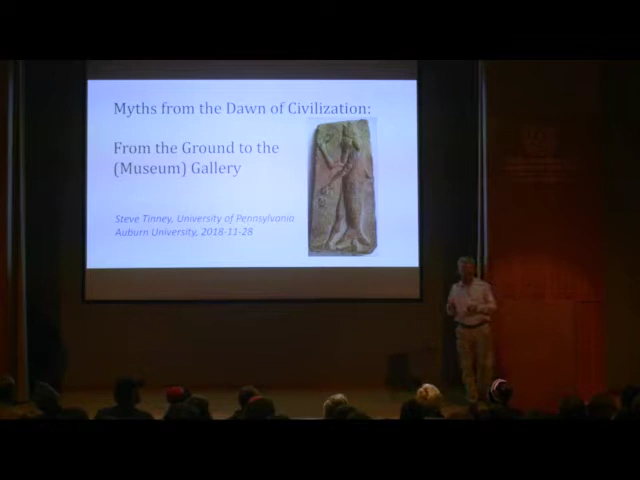 Myths from the Dawn of Civilization:
From the Ground to the
(Museum) Gallery
Steve Tinney, University of Pennsylvania
Auburn University, 2018-11-28